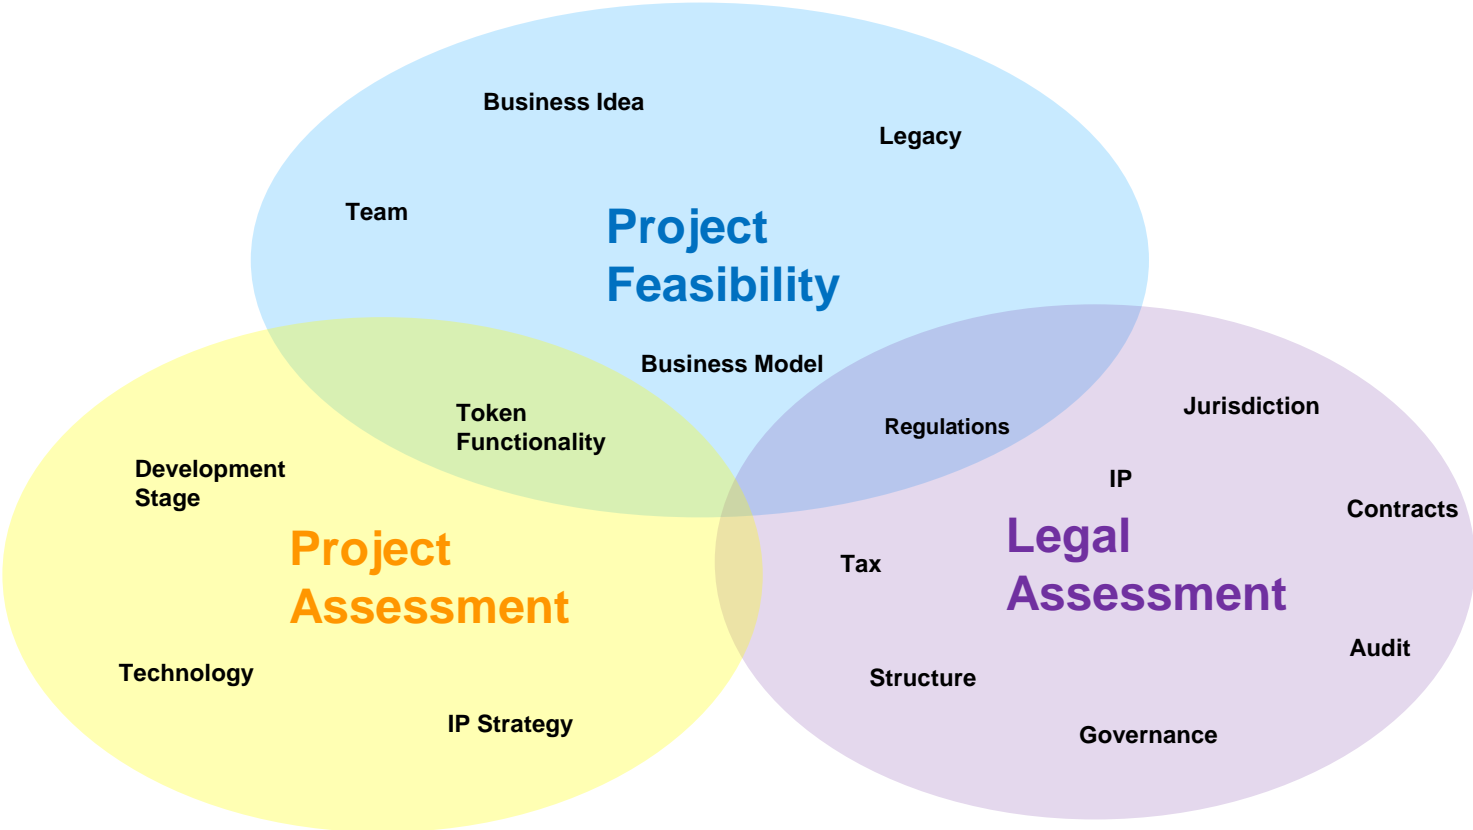 Business Idea
Legacy
Team
Project
Feasibility
Business Model
Token
Functionality
Regulations
Jurisdiction
Development
Stage
IP
Contracts
Project
Assessment
Legal
Assessment
Tax
Technology
IP Strategy
Structure
Audit
Governance